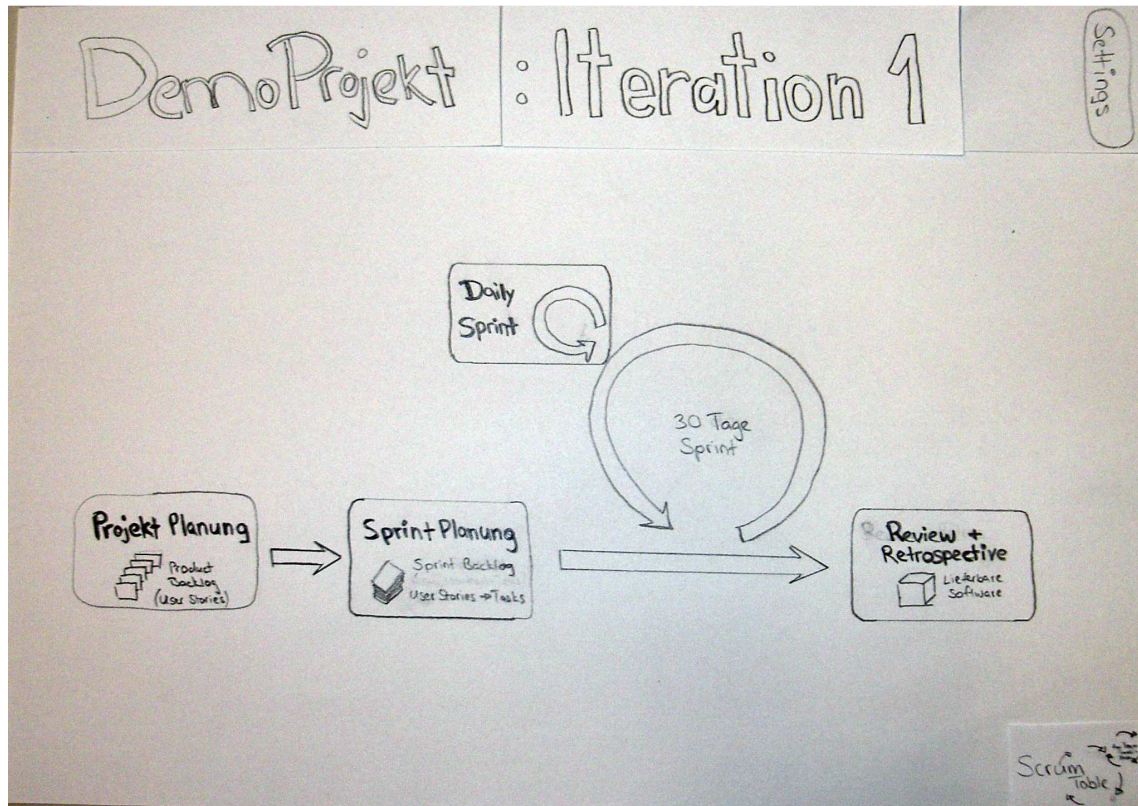 DemoProjekt : Iteration 1
Settings
Daily
Sprint
30 Tage
Sprint
Projekt Planung
Product
Backlog
(User Stories)
Sprint Planung
Sprint Backlog
User Stories → Tasks
Review +
Retrospective
Lieferbare
Software
Scrum
Table